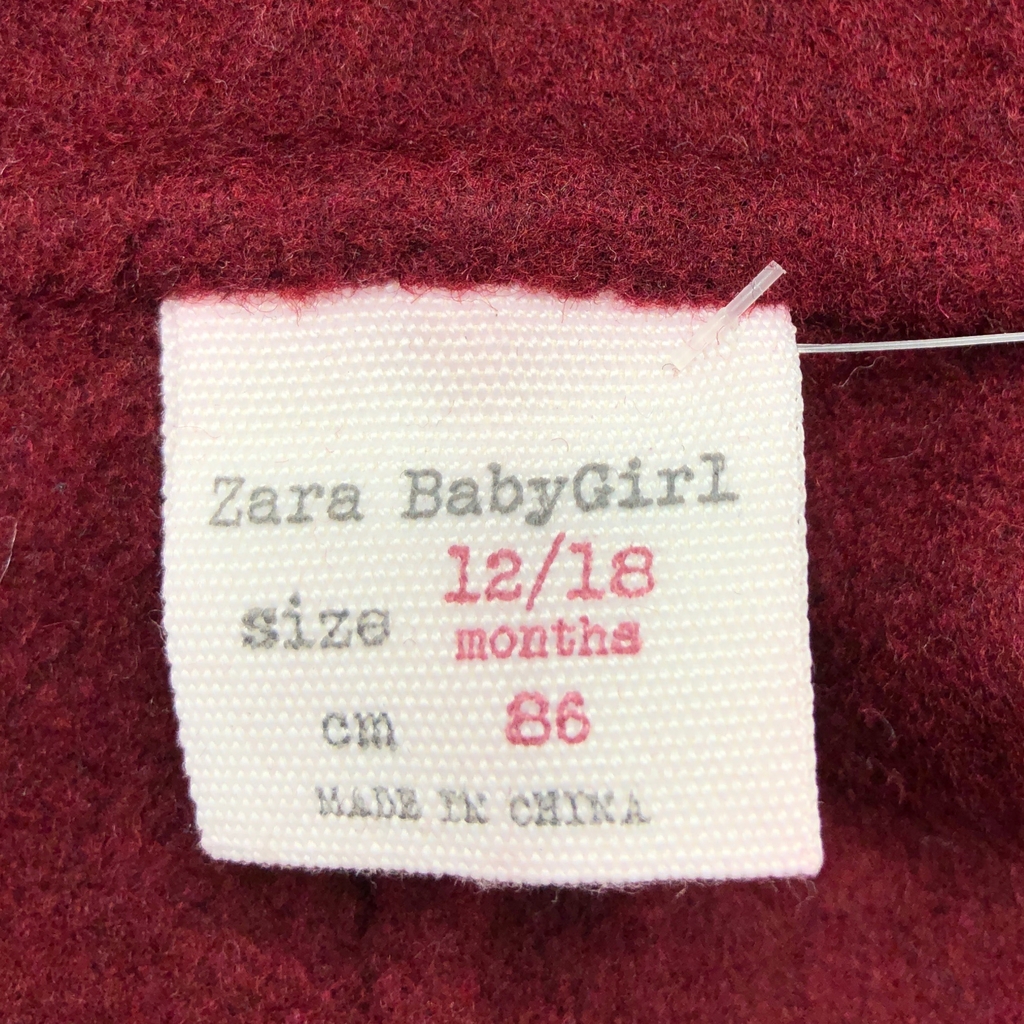 Zara BabyGirl
size 12/18
months
cm 86
MADE IN CHINA